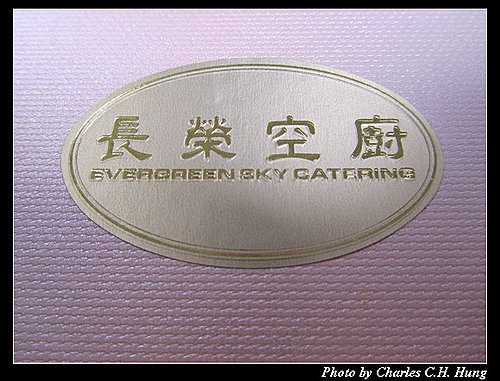 長榮空廚
EVERGREEN SKY CATERING
Photo by Charles C.H. Hung